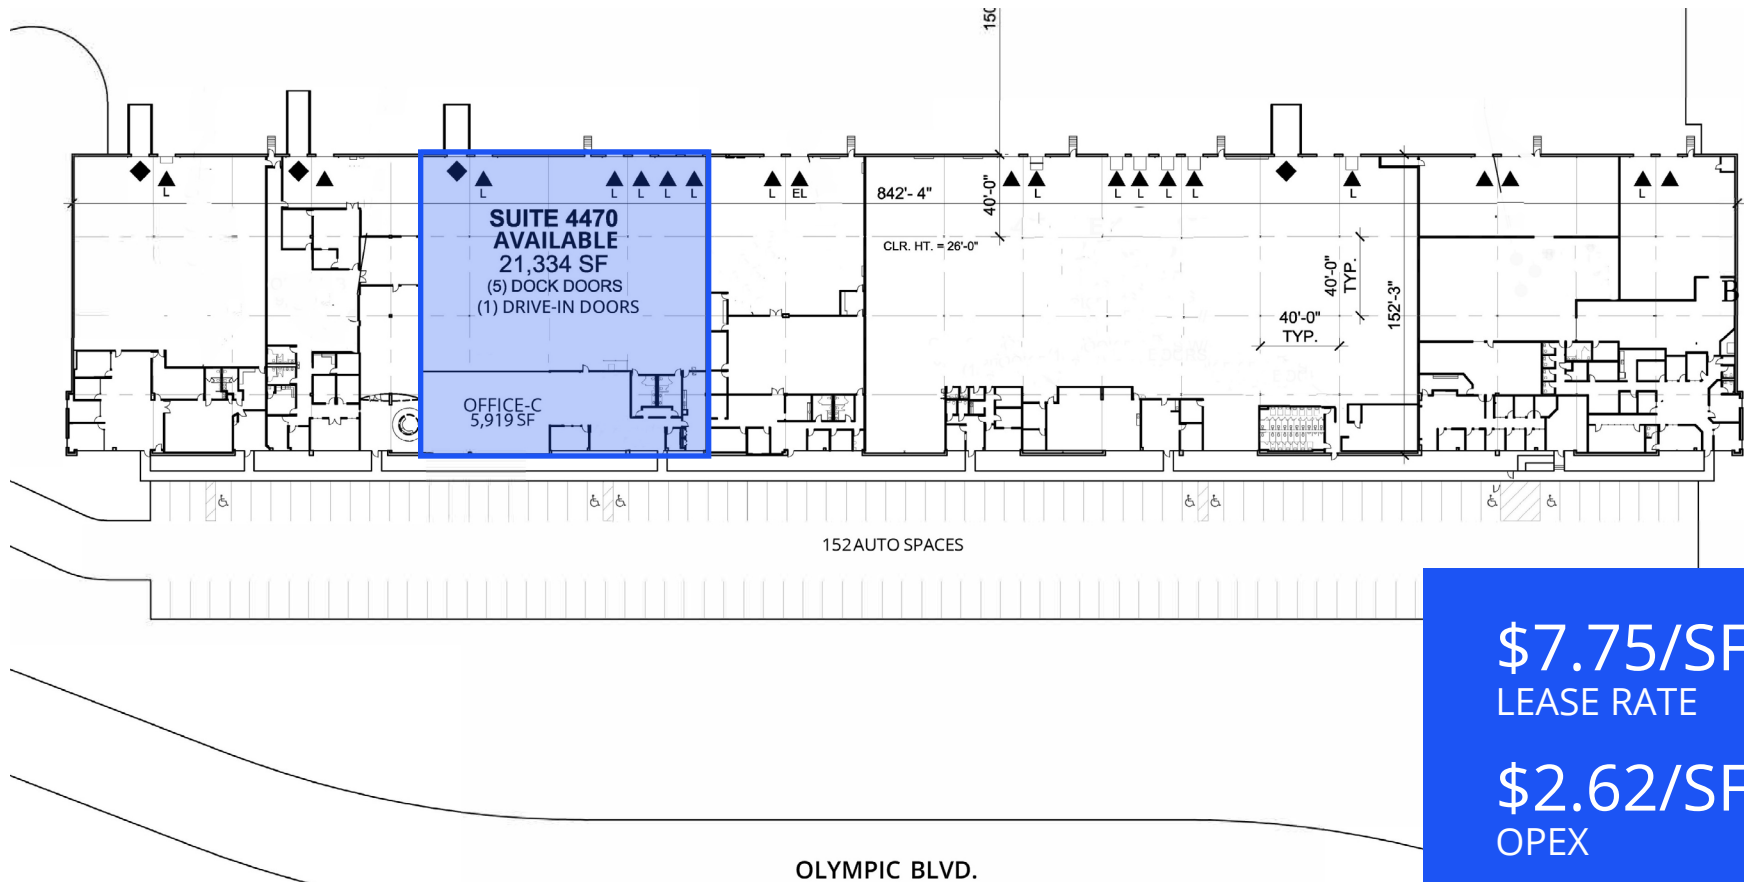 150
L
L
L
L
L
L
L
EL
L
L
L
L
L
L
L
842'- 4"
40'-0"
SUITE 4470
AVAILABLE
21,334 SF
(5) DOCK DOORS
(1) DRIVE-IN DOORS
CLR. HT. = 26'-0"
40'-0"
TYP.
152'-3"
40'-0"
TYP.
B
OFFICE-C
5,919 SF
152 AUTO SPACES
$7.75/SF
LEASE RATE
$2.62/SF
OPEX
OLYMPIC BLVD.